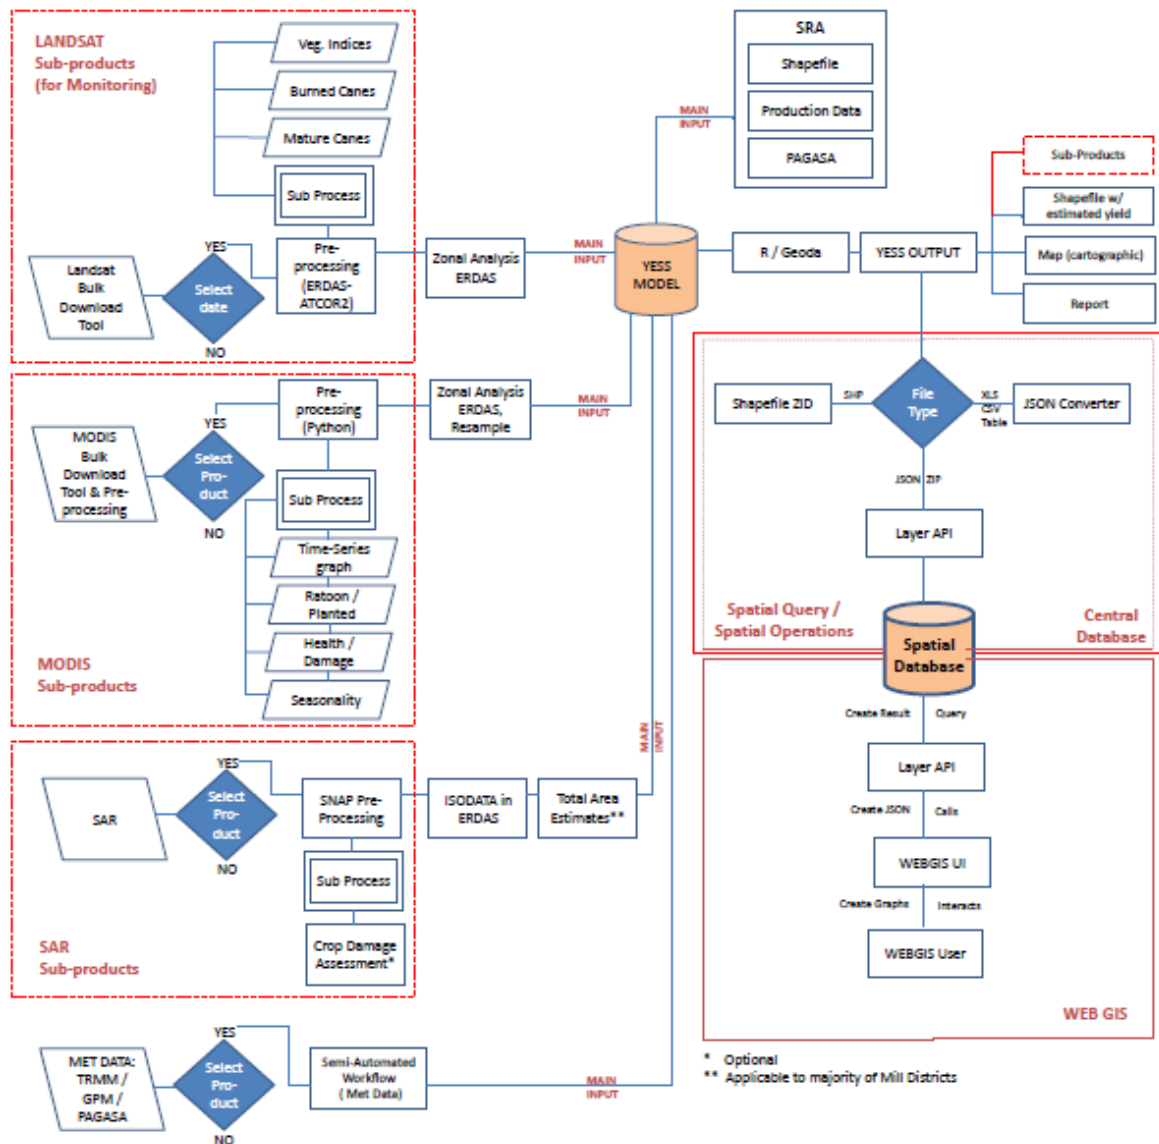 LANDSAT
Sub-products
(for Monitoring)
Veg. Indices
Burned Canes
Mature Canes
Sub Process
YES
Landsat
Bulk
Download
Tool
Select
date
NO
Pre-
processing
(ERDAS-
ATCOR2)
Zonal Analysis
ERDAS
MAIN
INPUT
YESS
MODEL
MAIN
INPUT
SRA
Shapefile
Production Data
PAGASA
R / Geoda
YESS OUTPUT
Sub-Products
Shapefile w/
estimated yield
Map (cartographic)
Report
YES
MODIS
Bulk
Download
Tool & Pre-
processing
Select
Pro-
duct
NO
Pre-
processing
(Python)
Zonal Analysis
ERDAS,
Resample
MAIN
INPUT
Sub Process
Time-Series
graph
Ratoon /
Planted
Health /
Damage
Seasonality
MODIS
Sub-products
Shapefile ZID
SHP
File
Type
XLS
CSV
Table
JSON Converter
JSON ZIP
Layer API
Spatial Query /
Spatial Operations
Central
Database
Spatial
Database
Create Result
Query
Layer API
Create JSON
Calls
WEBGIS UI
Create Graphs
Interacts
WEBGIS User
WEB GIS
YES
SAR
Select
Pro-
duct
NO
SNAP Pre-
Processing
ISODATA in
ERDAS
Total Area
Estimates**
MAIN
INPUT
Sub Process
Crop Damage
Assessment*
SAR
Sub-products
YES
MET DATA:
TRMM /
GPM /
PAGASA
Select
Pro-
duct
NO
Semi-Automated
Workflow
( Met Data)
MAIN
INPUT
* Optional
** Applicable to majority of Mill Districts